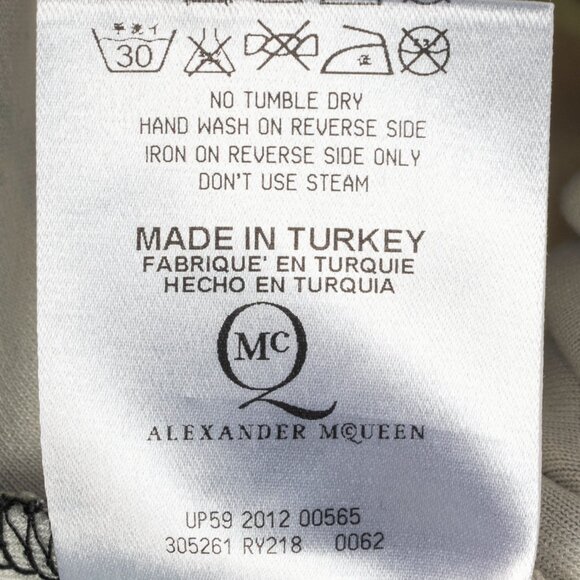 30
NO TUMBLE DRY
HAND WASH ON REVERSE SIDE
IRON ON REVERSE SIDE ONLY
DON'T USE STEAM
MADE IN TURKEY
FABRIQUE' EN TURQUIE
HECHO EN TURQUIA
McQ
ALEXANDER McQUEEN
UP59 2012 00565
305261 RY218 0062